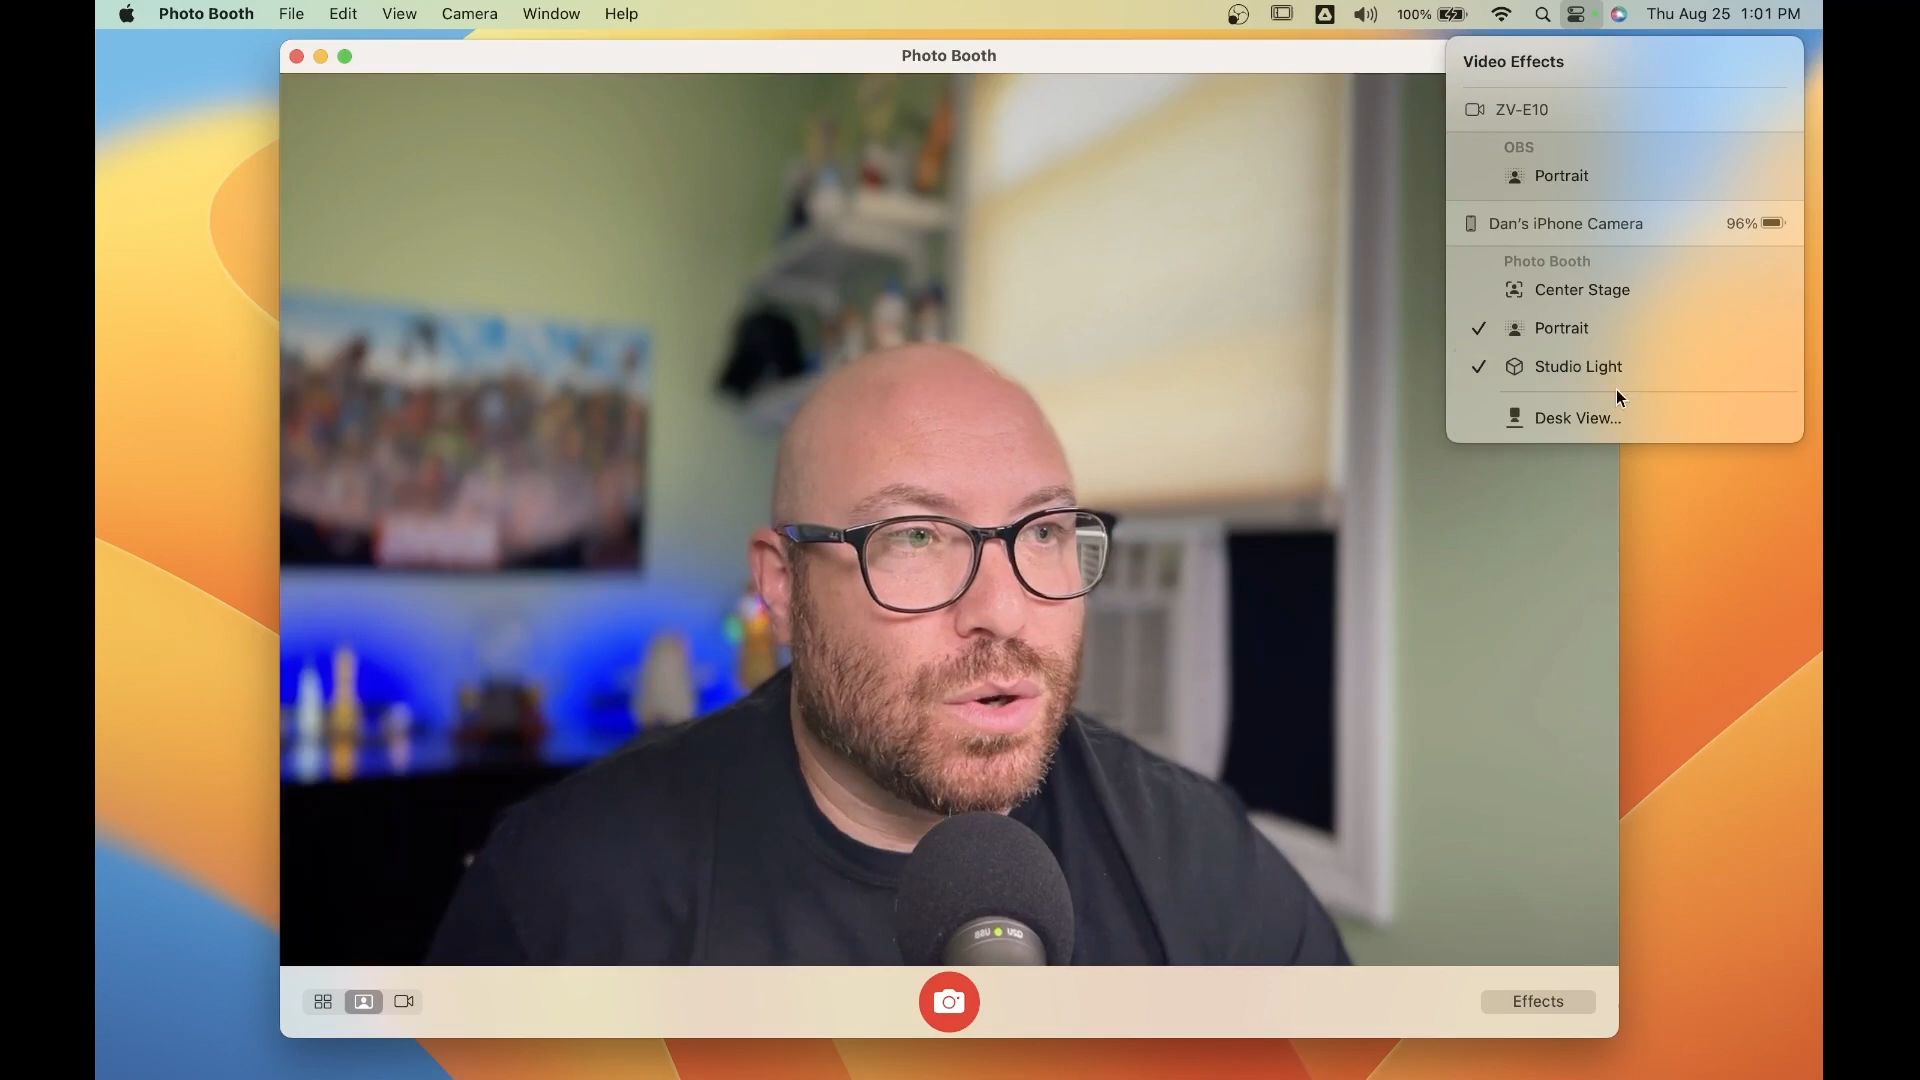 Photo Booth File Edit View Camera Window Help 100% Thu Aug 25 1:01 PM
Photo Booth
Video Effects
ZV-E10
OBS
Portrait
Dan's iPhone Camera 96%
Photo Booth
Center Stage
Portrait
Studio Light
Desk View...
Effects